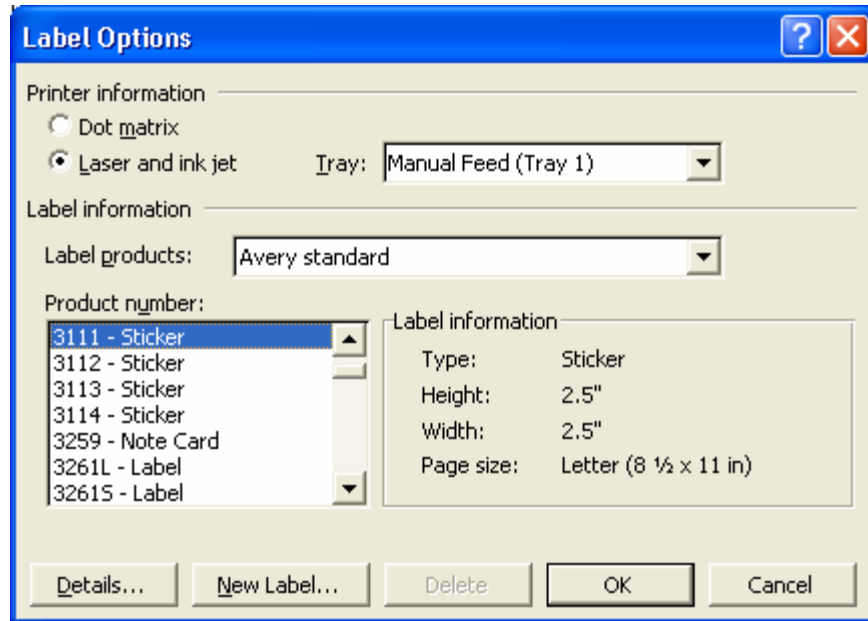 Label Options
Printer information
Dot matrix
Laser and ink jet Tray: Manual Feed (Tray 1)
Label information
Label products: Avery standard
Product number:
3111 - Sticker
3112 - Sticker
3113 - Sticker
3114 - Sticker
3259 - Note Card
3261L - Label
3261S - Label
Label information
Type: Sticker
Height: 2.5"
Width: 2.5"
Page size: Letter (8 ½ x 11 in)
Details... New Label... Delete OK Cancel